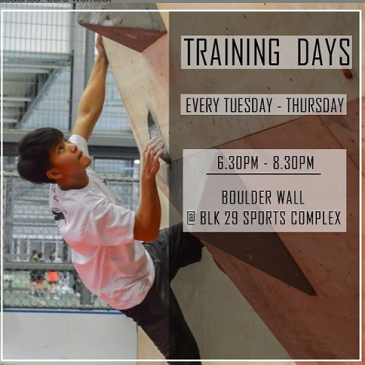 TRAINING DAYS
EVERY TUESDAY - THURSDAY
6.30PM - 8.30PM
BOULDER WALL
@ BLK 29 SPORTS COMPLEX